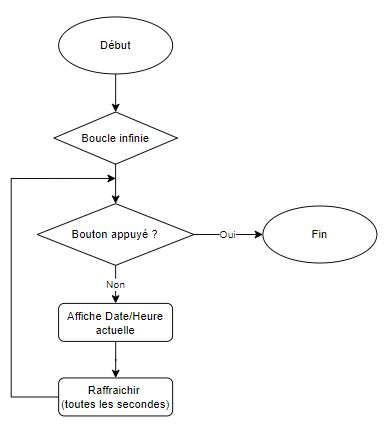 Début
Boucle infinie
Bouton appuyé ?
Oui
Fin
Non
Affiche Date/Heure
actuelle
Raffraichir
(toutes les secondes)